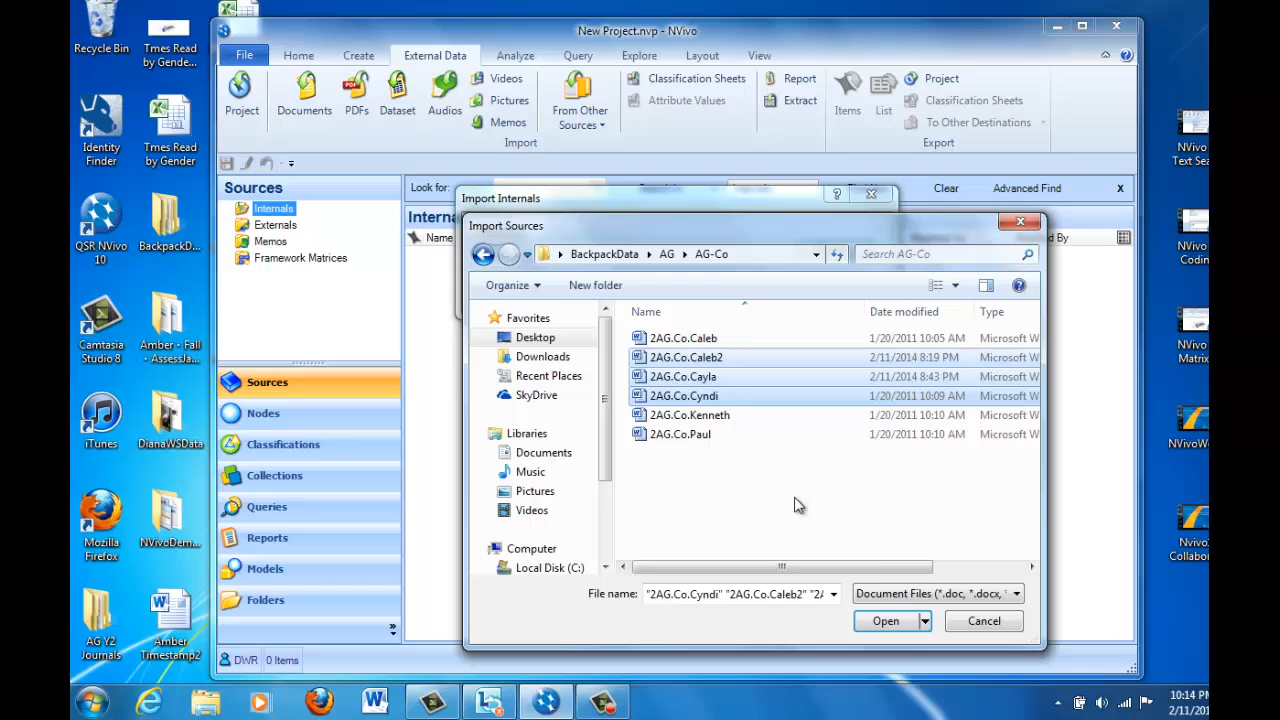 Recycle Bin
Tmes Read
by Gende...
Identity
Finder
Tmes Read
by Gender
QSR NVivo
10
BackpackD...
Camtasia
Studio 8
Amber - Fall
- AssessJa...
iTunes
DianaWSData
Mozilla
Firefox
NVivoDem...
AG Y2
Journals
Amber
Timestamp2
New Project.nvp - NVivo
File Home Create External Data Analyze Query Explore Layout View
Project
Documents
PDFs
Dataset
Audios
Videos
Pictures
Memos
From Other
Sources
Import
Classification Sheets
Attribute Values
Report
Extract
Items
List
Project
Classification Sheets
To Other Destinations
Export
Sources
Internals
Externals
Memos
Framework Matrices
Sources
Nodes
Classifications
Collections
Queries
Reports
Models
Folders
DWR 0 Items
Look for: Clear Advanced Find X
Interna
Name
d By
Import Internals
Import Sources
BackpackData AG AG-Co
Search AG-Co
Organize New folder
Favorites
Desktop
Downloads
Recent Places
SkyDrive
Libraries
Documents
Music
Pictures
Videos
Computer
Local Disk (C:)
Name Date modified Type
2AG.Co.Caleb 1/20/2011 10:05 AM Microsoft W
2AG.Co.Caleb2 2/11/2014 8:19 PM Microsoft W
2AG.Co.Cayla 2/11/2014 8:43 PM Microsoft W
2AG.Co.Cyndi 1/20/2011 10:09 AM Microsoft W
2AG.Co.Kenneth 1/20/2011 10:10 AM Microsoft W
2AG.Co.Paul 1/20/2011 10:10 AM Microsoft W
File name: "2AG.Co.Cyndi" "2AG.Co.Caleb2" "2A
Document Files (*.doc, *.docx, *
Open Cancel
NVivo
Text Sea
NVivo
Codin
NVivo
Matrix
NVivoW
Nvivo
Collabo
10:14 PM
2/11/20